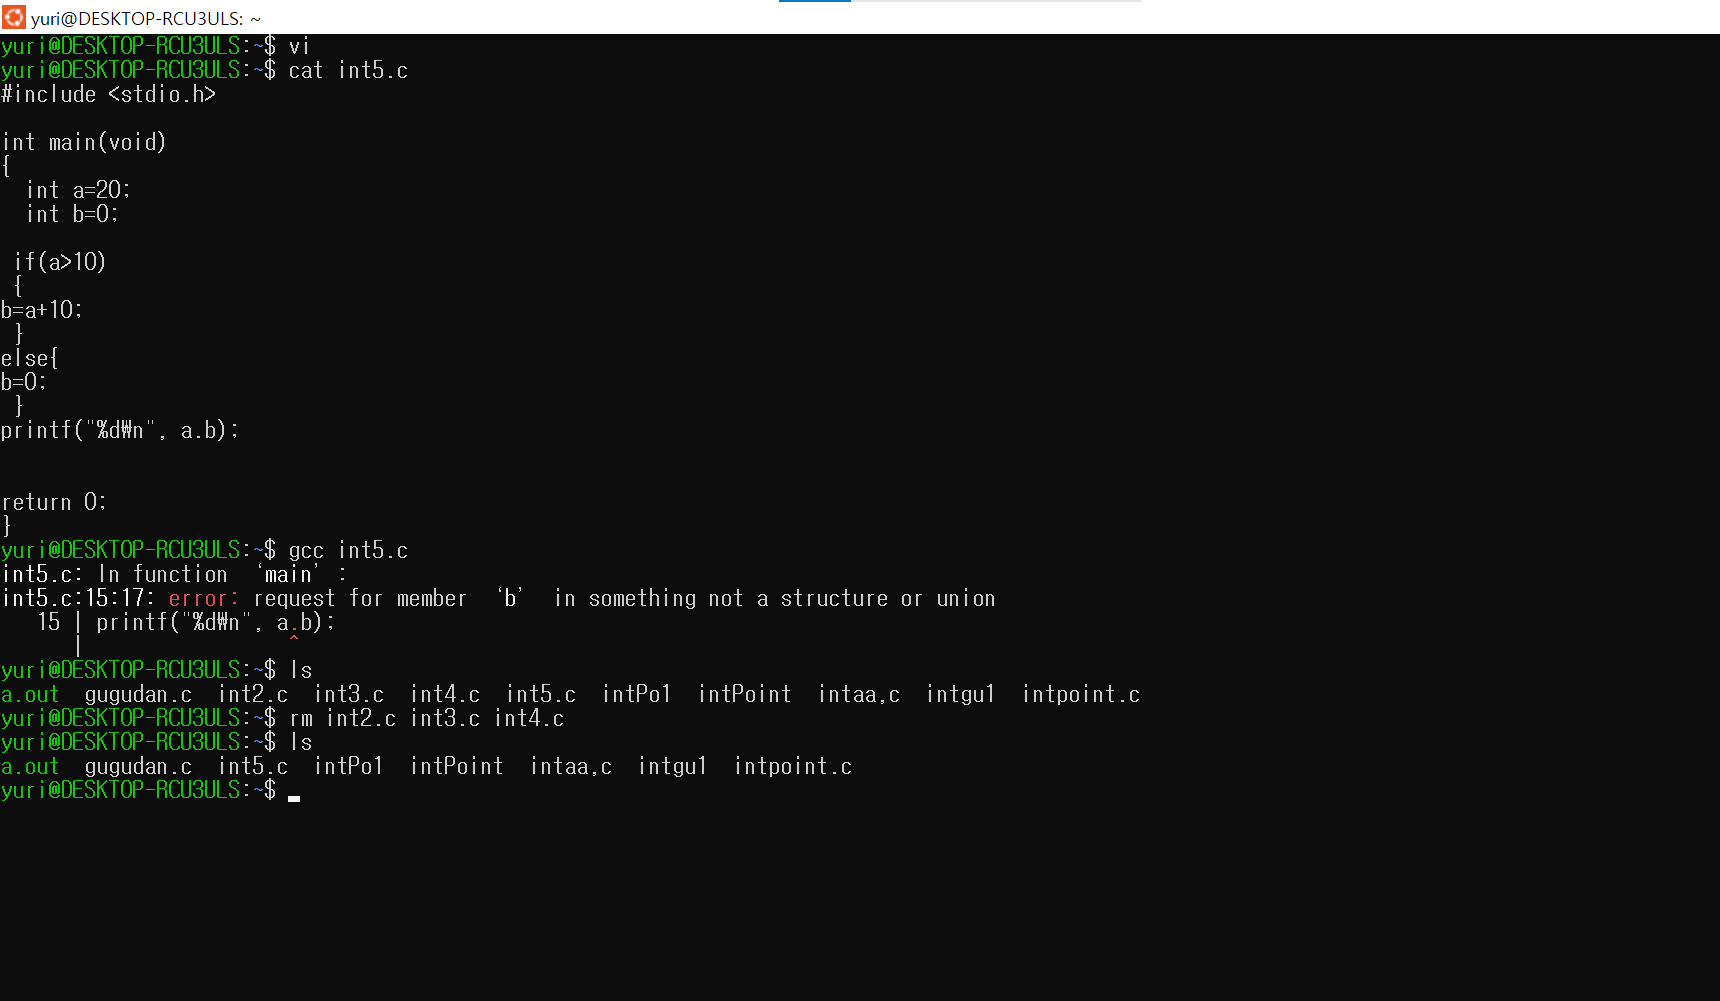 yuri@DESKTOP-RCU3ULS: ~
yuri@DESKTOP-RCU3ULS:~$ vi
yuri@DESKTOP-RCU3ULS:~$ cat int5.c
#include <stdio.h>
int main(void)
{
  int a=20;
  int b=0;
 if(a>10)
 {
b=a+10;
 }
else{
b=0;
 }
printf("%d₩n", a.b);
return 0;
}
yuri@DESKTOP-RCU3ULS:~$ gcc int5.c
int5.c: In function ‘main’:
int5.c:15:17: error: request for member ‘b’ in something not a structure or union
   15 | printf("%d₩n", a.b);
      |                 ^
yuri@DESKTOP-RCU3ULS:~$ ls
a.out  gugudan.c  int2.c  int3.c  int4.c  int5.c  intPo1  intPoint  intaa,c  intgu1  intpoint.c
yuri@DESKTOP-RCU3ULS:~$ rm int2.c int3.c int4.c
yuri@DESKTOP-RCU3ULS:~$ ls
a.out  gugudan.c  int5.c  intPo1  intPoint  intaa,c  intgu1  intpoint.c
yuri@DESKTOP-RCU3ULS:~$